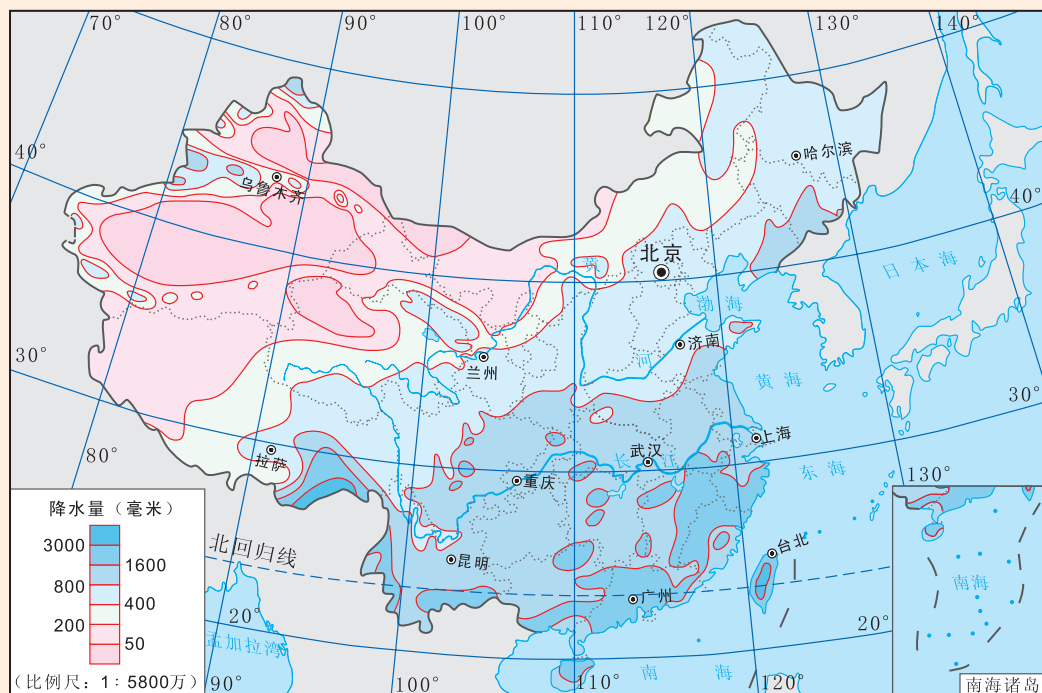 70°
80°
90°
100°
110°
120°
130°
140°
40°
40°
30°
30°
80°
130°
20°
20°
90°
100°
110°
120°
哈尔滨
乌鲁木齐
北京
日本海
渤海
黄
河
济南
兰州
黄海
拉萨
上海
武汉
长江
重庆
东海
昆明
台北
广州
北回归线
孟加拉湾
南海
降水量（毫米）
3000
1600
800
400
200
50
(比例尺：1：5800万)
南海
南海诸岛